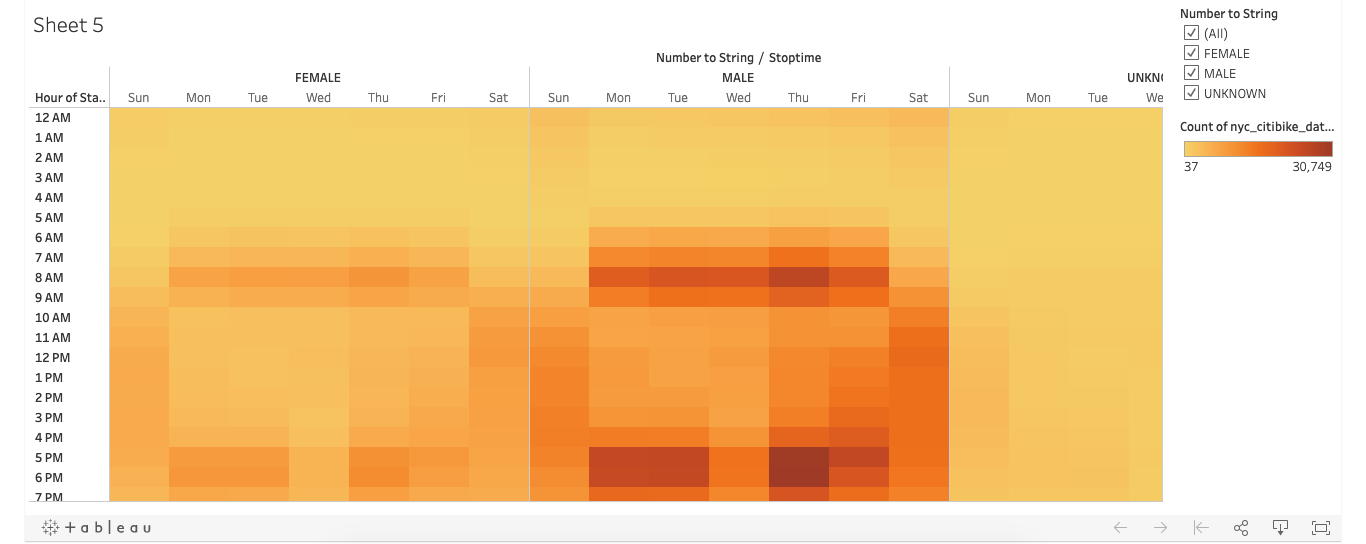 Sheet 5
Number to String / Stoptime
FEMALE MALE UNKNO
Hour of Sta.. Sun Mon Tue Wed Thu Fri Sat Sun Mon Tue Wed Thu Fri Sat Sun Mon Tue We
12 AM
1 AM
2 AM
3 AM
4 AM
5 AM
6 AM
7 AM
8 AM
9 AM
10 AM
11 AM
12 PM
1 PM
2 PM
3 PM
4 PM
5 PM
6 PM
7 PM
Number to String
(All)
FEMALE
MALE
UNKNOWN
Count of nyc_citibike_dat...
37 30,749
+ableau